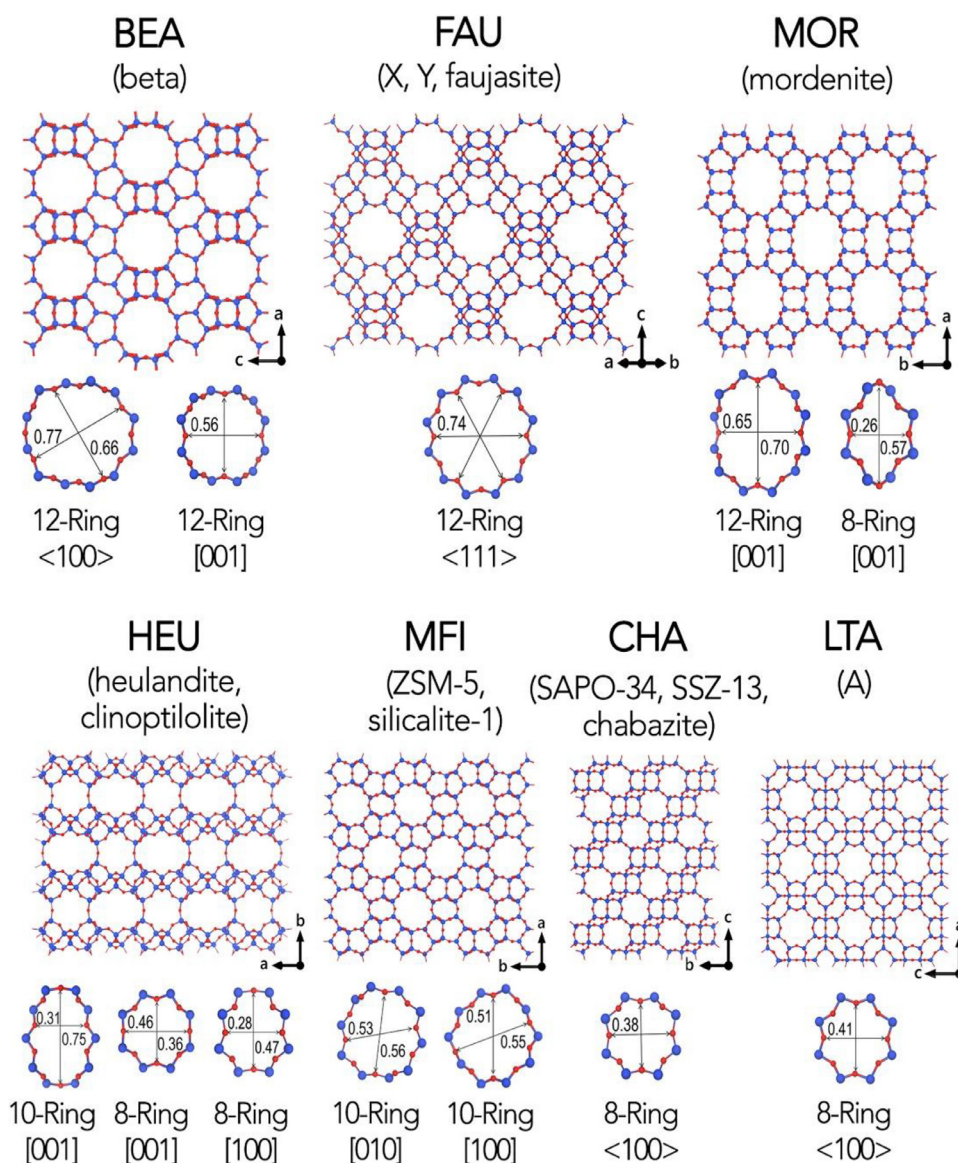 BEA
(beta)
FAU
(X, Y, faujasite)
MOR
(mordenite)
a
c
c
a
b
a
b
0.77
0.66
0.56
0.74
0.65
0.70
0.26
0.57
12-Ring
<100>
12-Ring
[001]
12-Ring
<111>
12-Ring
[001]
8-Ring
[001]
HEU
(heulandite,
clinoptilolite)
MFI
(ZSM-5,
silicalite-1)
CHA
(SAPO-34, SSZ-13,
chabazite)
LTA
(A)
b
a
a
b
c
b
a
c
0.31
0.75
0.46
0.36
0.28
0.47
0.53
0.56
0.51
0.55
0.38
0.41
10-Ring
[001]
8-Ring
[001]
8-Ring
[100]
10-Ring
[010]
10-Ring
[100]
8-Ring
<100>
8-Ring
<100>